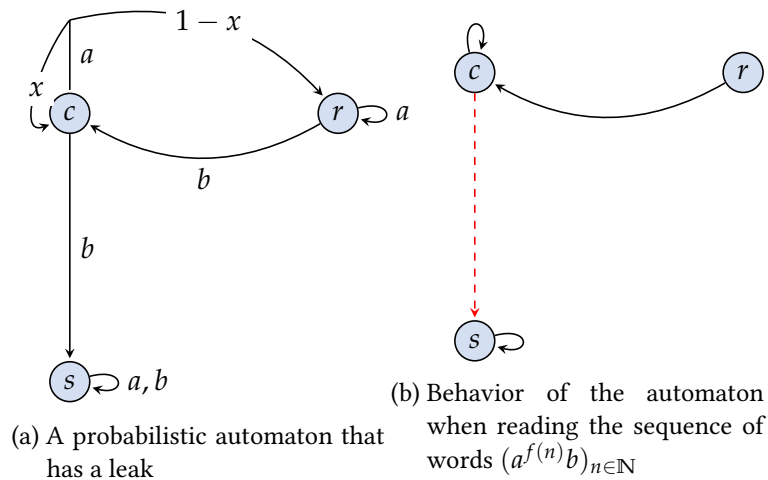 1 − x
a
x
c
r
a
b
b
s
a, b
(a) A probabilistic automaton that
has a leak
c
r
s
(b) Behavior of the automaton
when reading the sequence of
words (a^{f(n)}b)_{n∈ℕ}